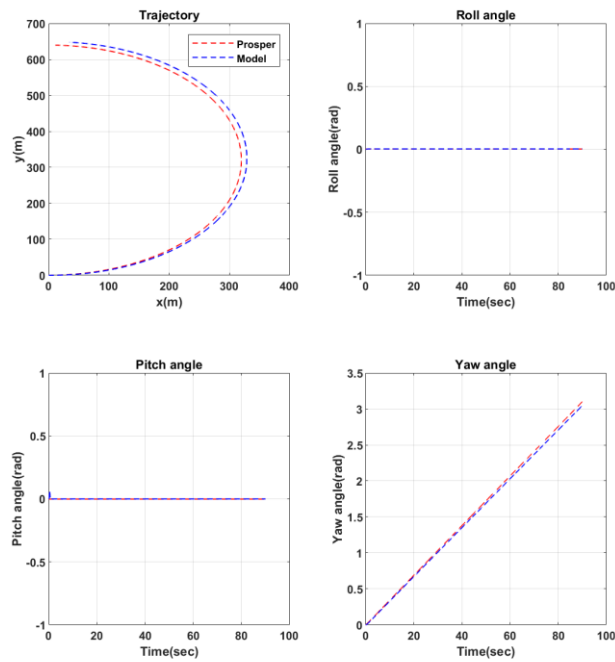 Trajectory
700
600
500
400
300
200
100
0
y(m)
Prosper
Model
0 100 200 300 400
x(m)
Roll angle
1
0.5
0
-0.5
-1
Roll angle(rad)
0 20 40 60 80 100
Time(sec)
Pitch angle
1
0.5
0
-0.5
-1
Pitch angle(rad)
0 20 40 60 80 100
Time(sec)
Yaw angle
3.5
3
2.5
2
1.5
1
0.5
0
Yaw angle(rad)
0 20 40 60 80 100
Time(sec)